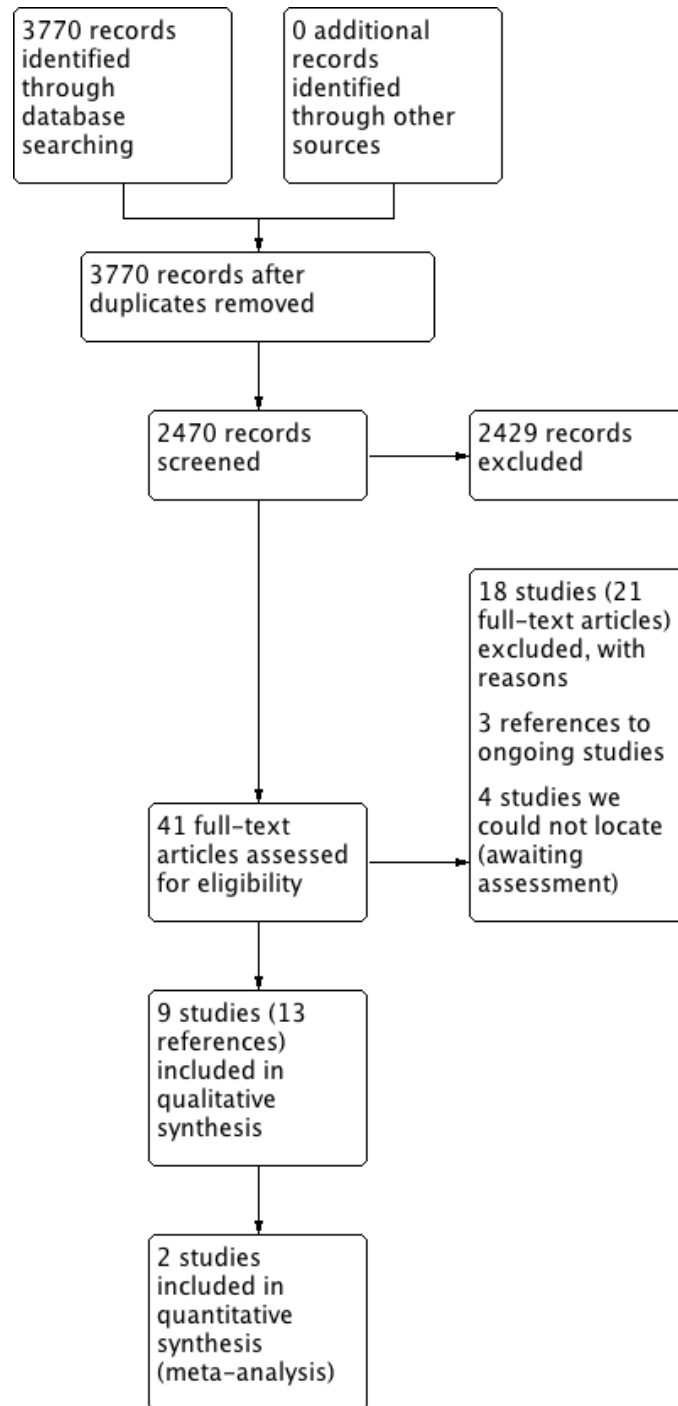 3770 records
identified
through
database
searching
0 additional
records
identified
through other
sources
3770 records after
duplicates removed
2470 records
screened
2429 records
excluded
18 studies (21
full-text articles)
excluded, with
reasons
3 references to
ongoing studies
4 studies we
could not locate
(awaiting
assessment)
41 full-text
articles assessed
for eligibility
9 studies (13
references)
included in
qualitative
synthesis
2 studies
included in
quantitative
synthesis
(meta-analysis)